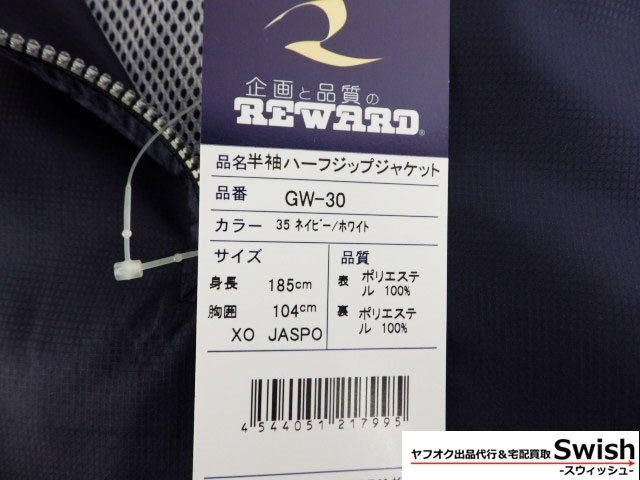 企画と品質の
REWARD®
品名 半袖ハーフジップジャケット
品番 GW-30
カラー 35 ネイビー/ホワイト
サイズ
身長 185cm
胸囲 104cm
XO JASPO
品質
表 ポリエステ
ル 100%
裏 ポリエステ
ル 100%
4 544051 217995
ヤフオク出品代行&宅配買取 Swish
-スウィッシュ-